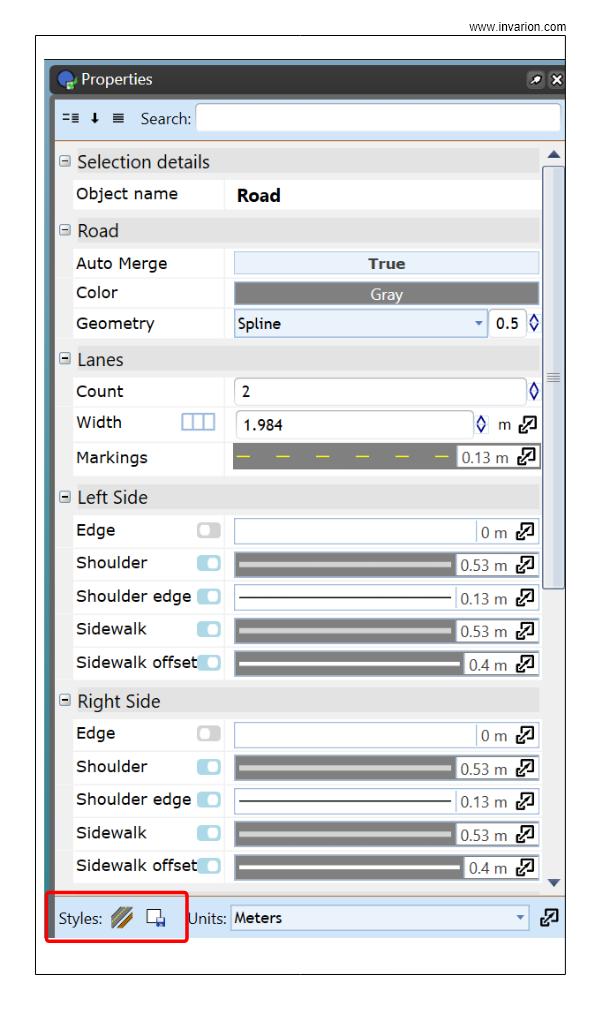 www.invarion.com
Properties
Search:
Selection details
Object name Road
Road
Auto Merge True
Color Gray
Geometry Spline 0.5
Lanes
Count 2
Width 1.984 m
Markings 0.13 m
Left Side
Edge 0 m
Shoulder 0.53 m
Shoulder edge 0.13 m
Sidewalk 0.53 m
Sidewalk offset 0.4 m
Right Side
Edge 0 m
Shoulder 0.53 m
Shoulder edge 0.13 m
Sidewalk 0.53 m
Sidewalk offset 0.4 m
Styles: Units: Meters